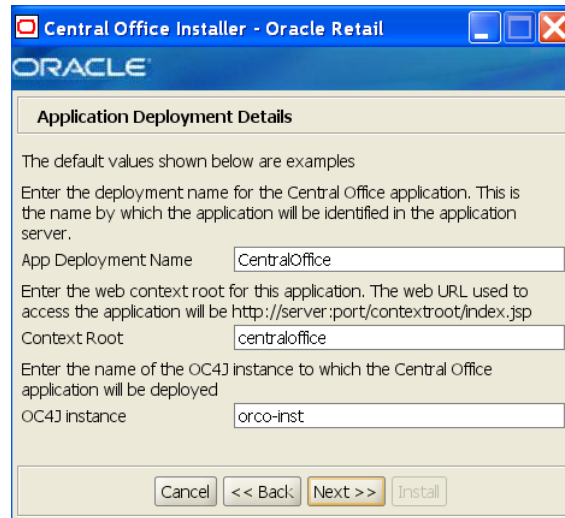 Central Office Installer - Oracle Retail
ORACLE
Application Deployment Details
The default values shown below are examples
Enter the deployment name for the Central Office application. This is
the name by which the application will be identified in the application
server.
App Deployment Name CentralOffice
Enter the web context root for this application. The web URL used to
access the application will be http://server:port/contextroot/index.jsp
Context Root centraloffice
Enter the name of the OC4J instance to which the Central Office
application will be deployed
OC4J instance orco-inst
Cancel << Back Next >> Install